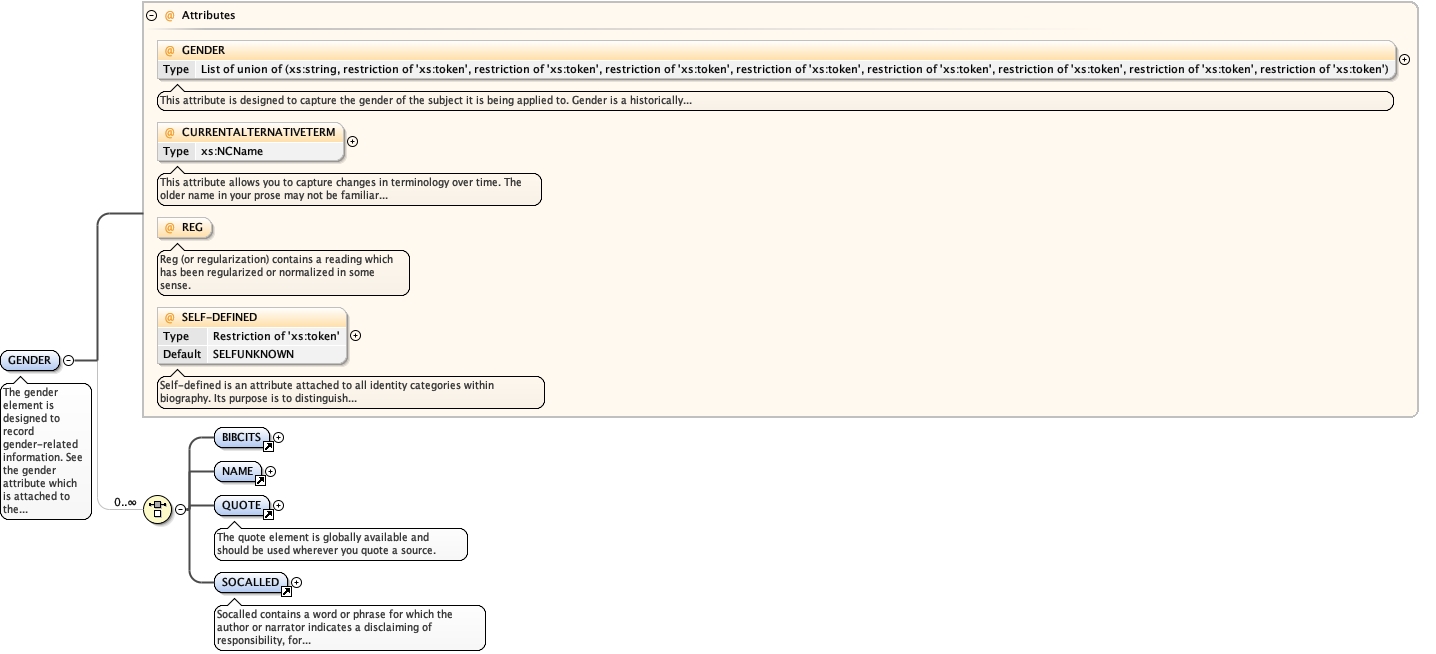 @ Attributes
@ GENDER
Type List of union of (xs:string, restriction of 'xs:token', restriction of 'xs:token', restriction of 'xs:token', restriction of 'xs:token', restriction of 'xs:token', restriction of 'xs:token', restriction of 'xs:token', restriction of 'xs:token')
This attribute is designed to capture the gender of the subject it is being applied to. Gender is a historically...
@ CURRENTALTERNATIVETERM
Type xs:NCName
This attribute allows you to capture changes in terminology over time. The
older name in your prose may not be familiar...
@ REG
Reg (or regularization) contains a reading which
has been regularized or normalized in some
sense.
@ SELF-DEFINED
Type Restriction of 'xs:token'
Default SELFUNKNOWN
Self-defined is an attribute attached to all identity categories within
biography. Its purpose is to distinguish...
GENDER
The gender
element is
designed to
record
gender-related
information. See
the gender
attribute which
is attached to
the...
0..∞
BIBCITS
NAME
QUOTE
The quote element is globally available and
should be used wherever you quote a source.
SOCALLED
Socalled contains a word or phrase for which the
author or narrator indicates a disclaiming of
responsibility, for...